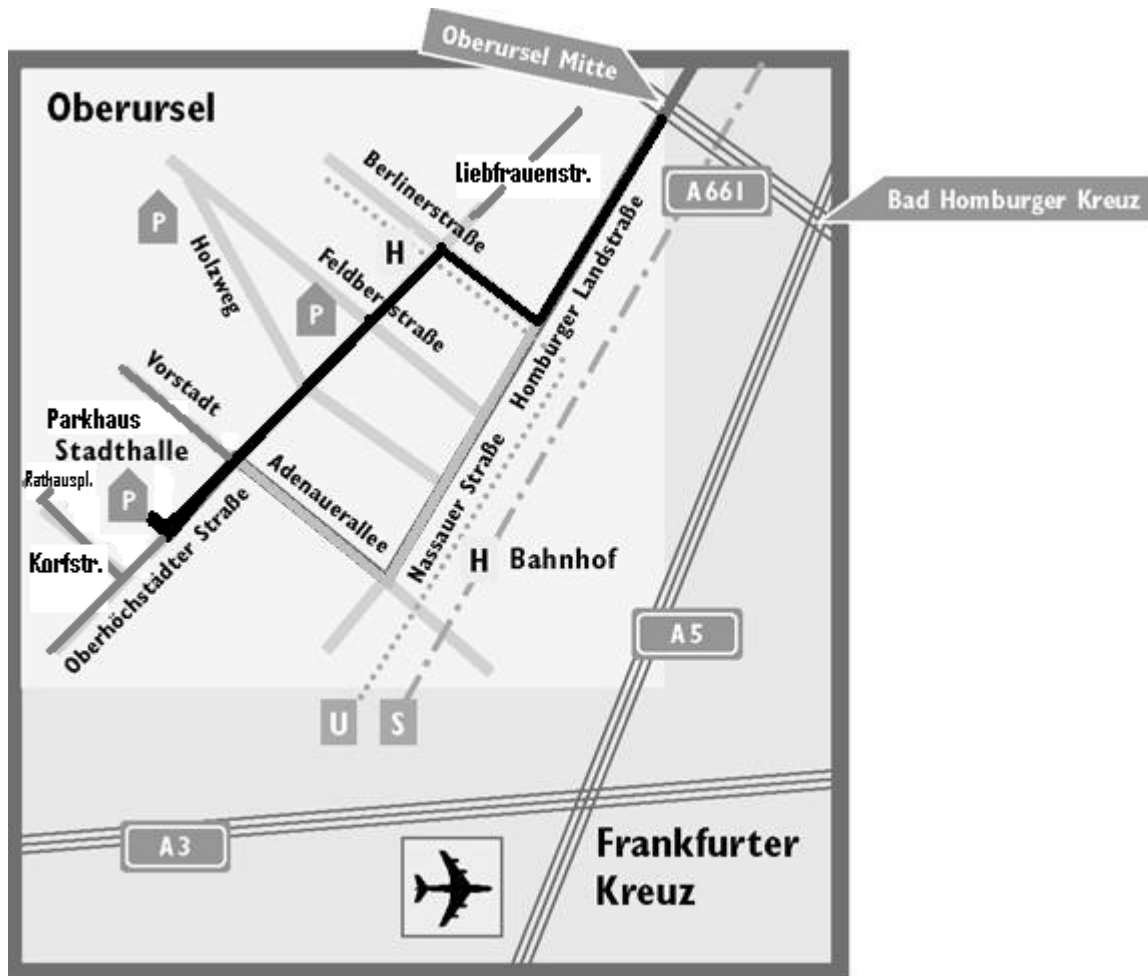 Oberursel Mitte
Oberursel
Berlinerstraße
Liebfrauenstr.
A661
Bad Homburger Kreuz
P
Holzweg
H
Feldbergstraße
P
Homburger Landstraße
Vorstadt
Parkhaus
Stadthalle
Rathauspl.
P
Adenauerallee
Nassauer Straße
Korfstr.
Oberhöchstädter Straße
H Bahnhof
A5
U
S
A3
Frankfurter
Kreuz